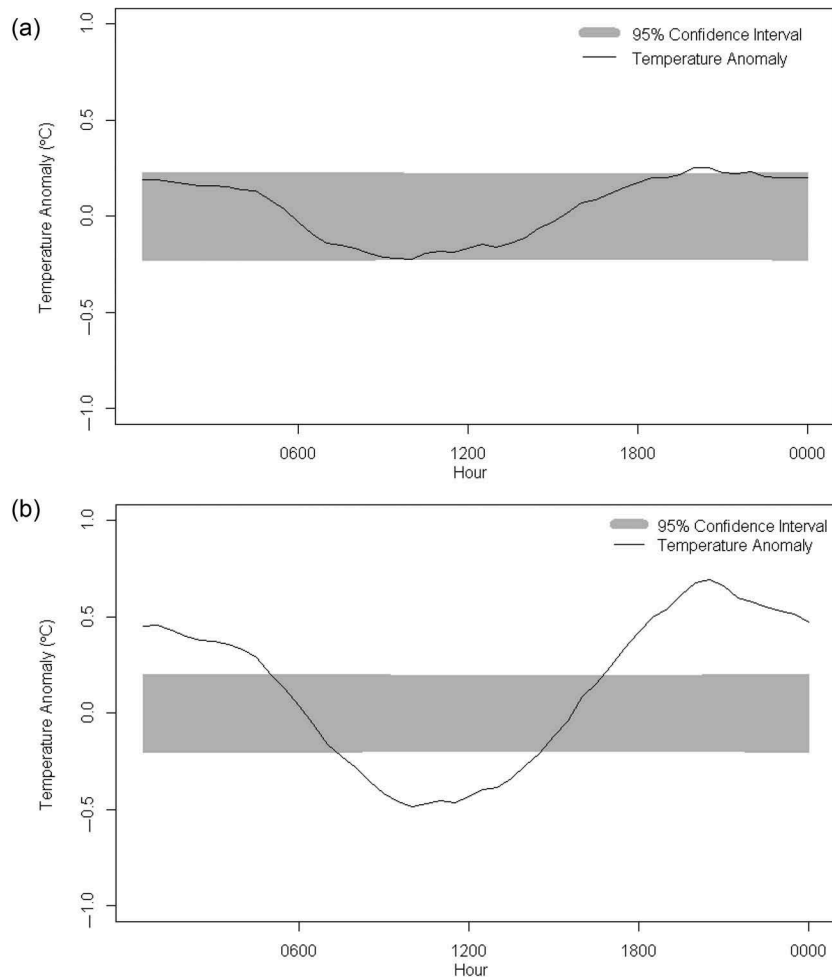 (a)
95% Confidence Interval
Temperature Anomaly
Temperature Anomaly (°C)
1.0
0.5
0.0
−0.5
−1.0
0600
1200
1800
0000
Hour
(b)
95% Confidence Interval
Temperature Anomaly
Temperature Anomaly (°C)
1.0
0.5
0.0
−0.5
−1.0
0600
1200
1800
0000
Hour